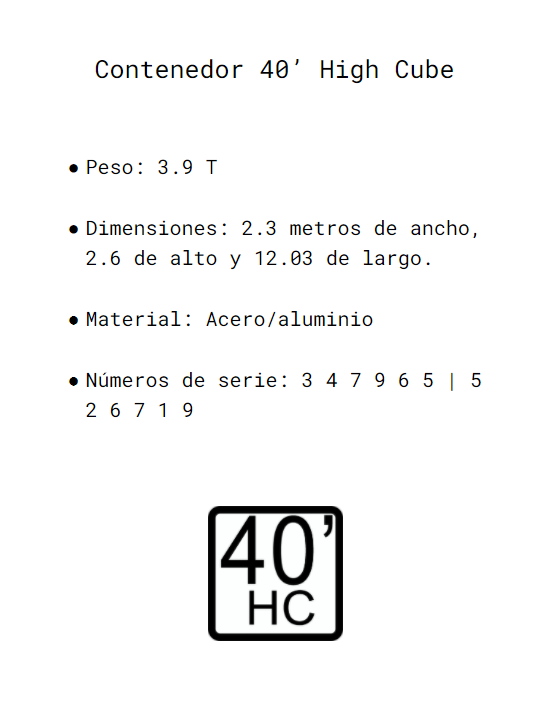 Contenedor 40’ High Cube
● Peso: 3.9 T
● Dimensiones: 2.3 metros de ancho,
2.6 de alto y 12.03 de largo.
● Material: Acero/aluminio
● Números de serie: 3 4 7 9 6 5 | 5
2 6 7 1 9
40’
HC